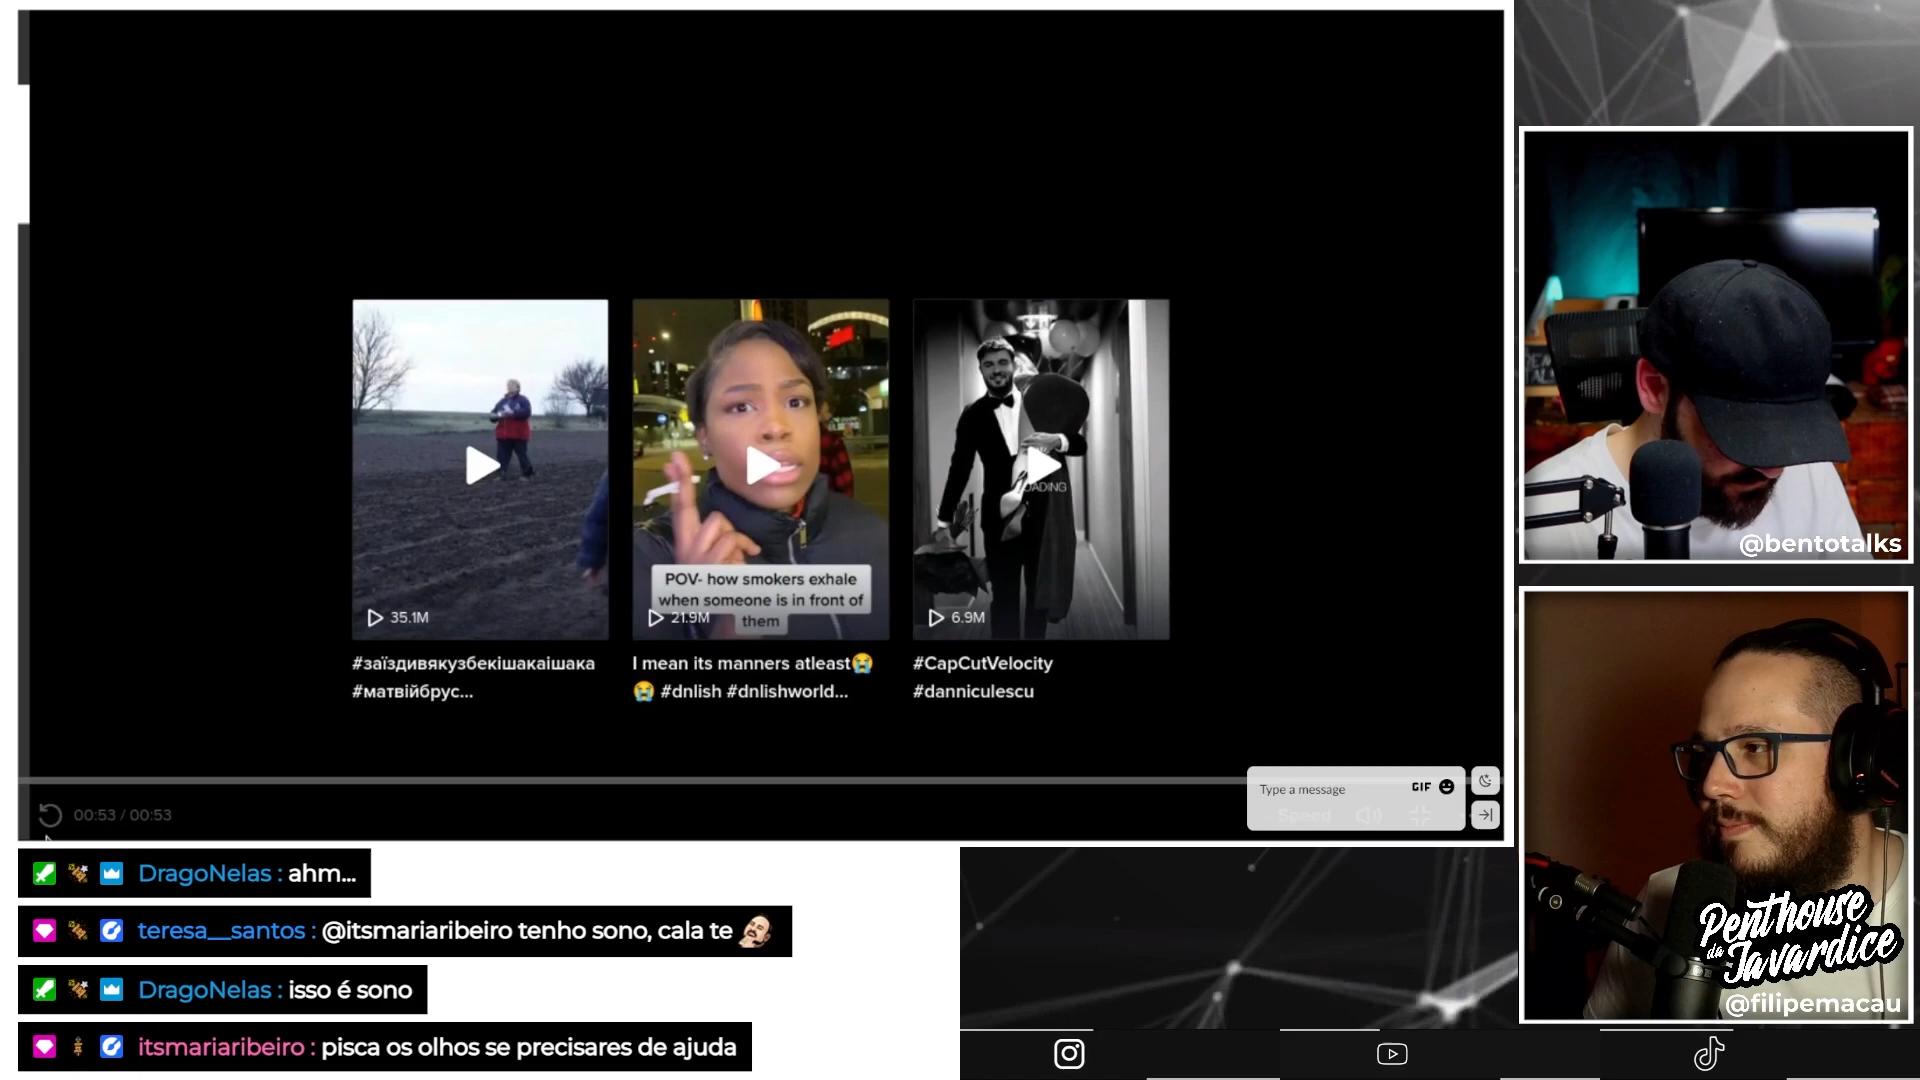 LOADING
POV- how smokers exhale
when someone is in front of
them
35.1M
21.9M
6.9M
#заїздивякузбекішакаішака
#матвійбрус...
I mean its manners atleast😭
😭 #dnlish #dnlishworld...
#CapCutVelocity
#danniculescu
00:53 / 00:53
Type a message
GIF
Speed
DragoNelas : ahm...
teresa__santos : @itsmariaribeiro tenho sono, cala te
DragoNelas : isso é sono
itsmariaribeiro : pisca os olhos se precisares de ajuda
@bentotalks
Penthouse
da Javardice
@filipemacau